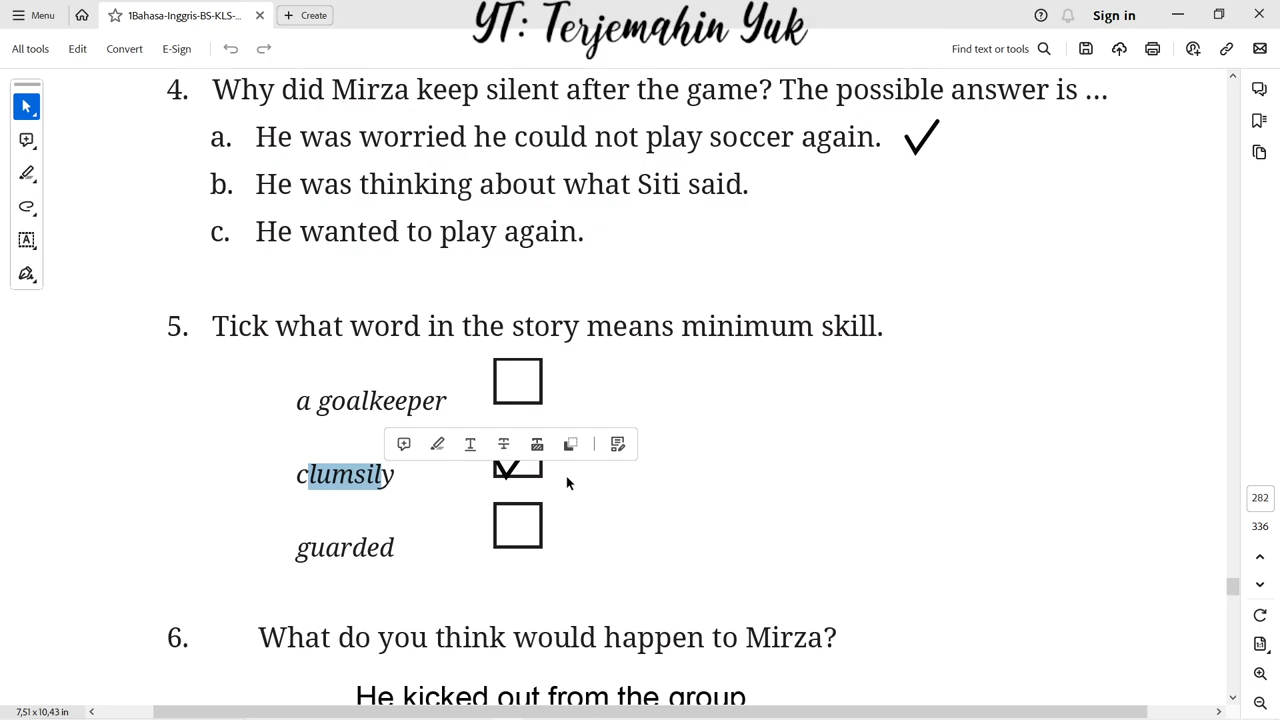 Menu
1Bahasa-Inggris-BS-KLS-...
Create
YT: Terjemahin Yuk
Sign in
All tools
Edit
Convert
E-Sign
Find text or tools
4. Why did Mirza keep silent after the game? The possible answer is ...
a. He was worried he could not play soccer again.
b. He was thinking about what Siti said.
c. He wanted to play again.
5. Tick what word in the story means minimum skill.
a goalkeeper
clumsily
guarded
6. What do you think would happen to Mirza?
He kicked out from the group
282
336
7,51 x 10,43 in